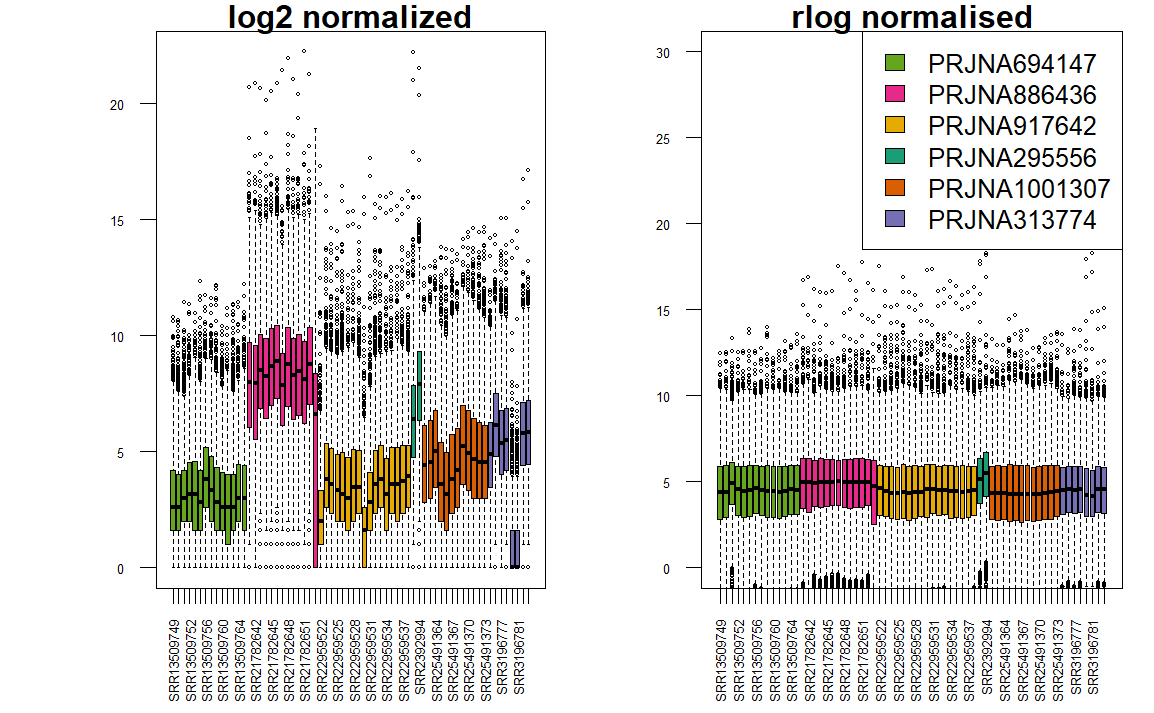 log2 normalized
20
15
10
5
0
SRR13509749
SRR13509752
SRR13509756
SRR13509760
SRR13509764
SRR21782642
SRR21782645
SRR21782648
SRR21782651
SRR22959522
SRR22959525
SRR22959528
SRR22959531
SRR22959534
SRR22959537
SRR2392994
SRR25491364
SRR25491367
SRR25491370
SRR25491373
SRR3196777
SRR3196781
rlog normalised
30
25
20
15
10
5
0
PRJNA694147
PRJNA886436
PRJNA917642
PRJNA295556
PRJNA1001307
PRJNA313774
SRR13509749
SRR13509752
SRR13509756
SRR13509760
SRR13509764
SRR21782642
SRR21782645
SRR21782648
SRR21782651
SRR22959522
SRR22959525
SRR22959528
SRR22959531
SRR22959534
SRR22959537
SRR2392994
SRR25491364
SRR25491367
SRR25491370
SRR25491373
SRR3196777
SRR3196781